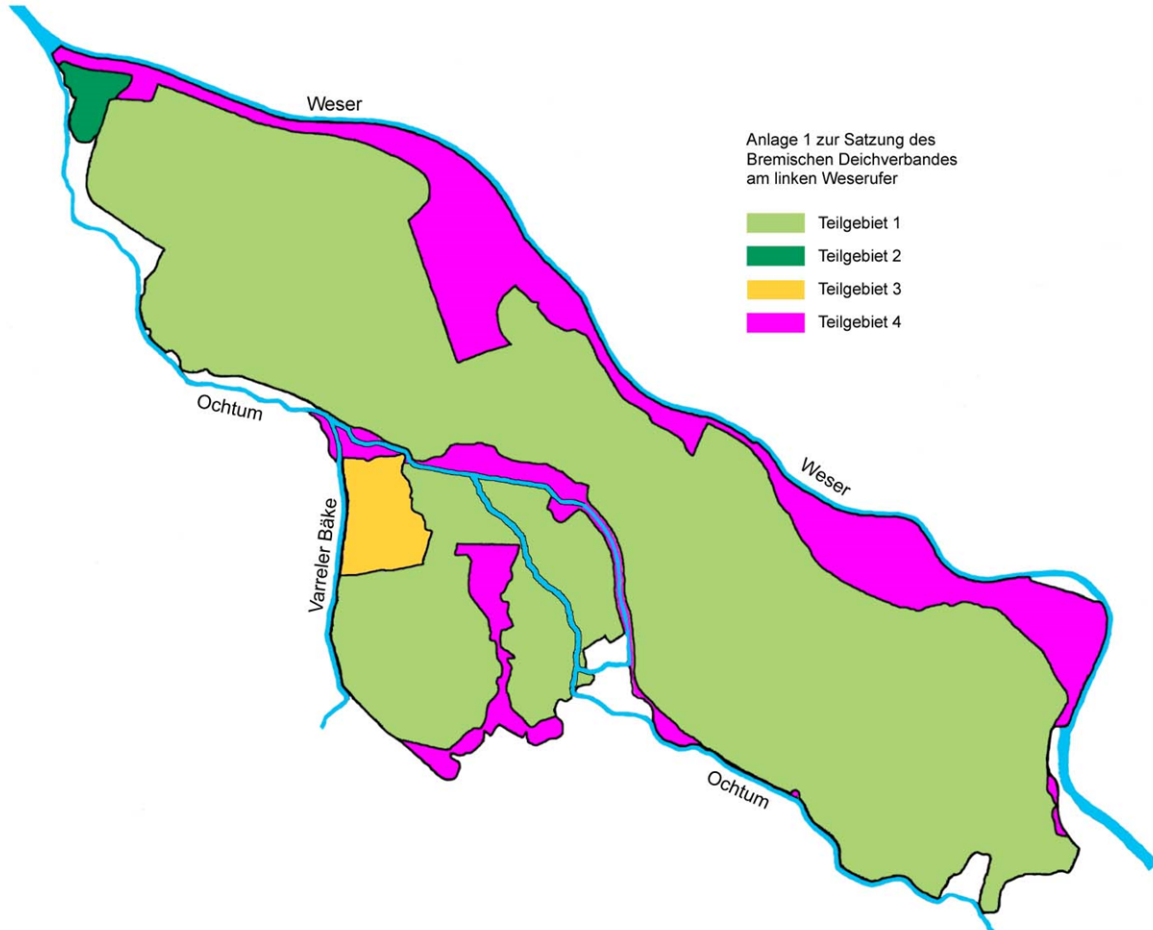 Weser
Anlage 1 zur Satzung des
Bremischen Deichverbandes
am linken Weserufer
Teilgebiet 1
Teilgebiet 2
Teilgebiet 3
Teilgebiet 4
Ochtum
Weser
Varreler Bäke
Ochtum